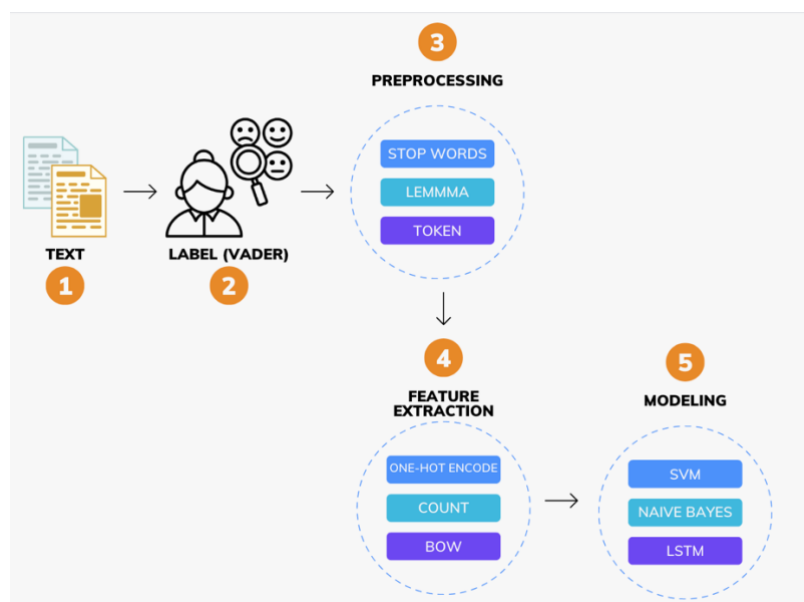 TEXT
1
LABEL (VADER)
2
3
PREPROCESSING
STOP WORDS
LEMMMA
TOKEN
4
FEATURE
EXTRACTION
ONE-HOT ENCODE
COUNT
BOW
5
MODELING
SVM
NAIVE BAYES
LSTM